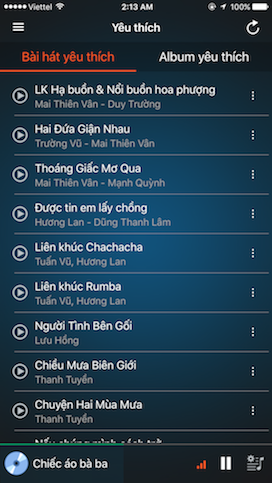 Viettel
2:13 AM
100%
Yêu thích
Bài hát yêu thích
Album yêu thích
LK Hạ buồn & Nổi buồn hoa phượng
Mai Thiên Vân - Duy Trường
Hai Đứa Giận Nhau
Trường Vũ - Mai Thiên Vân
Thoáng Giấc Mơ Qua
Mai Thiên Vân - Mạnh Quỳnh
Được tin em lấy chồng
Hương Lan - Dũng Thanh Lâm
Liên khúc Chachacha
Tuấn Vũ, Hương Lan
Liên khúc Rumba
Tuấn Vũ, Hương Lan
Người Tình Bên Gối
Lưu Hồng
Chiều Mưa Biên Giới
Thanh Tuyền
Chuyện Hai Mùa Mưa
Thanh Tuyền
Chiếc áo bà ba